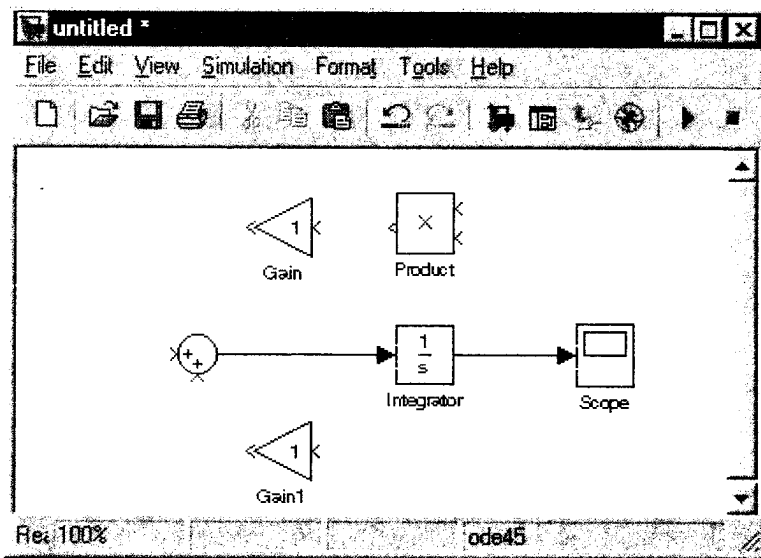 untitled *
File Edit View Simulation Format Tools Help
1
×
Gain
Product
+
+
1
s
Integrator
Scope
1
Gain1
100%
ode45